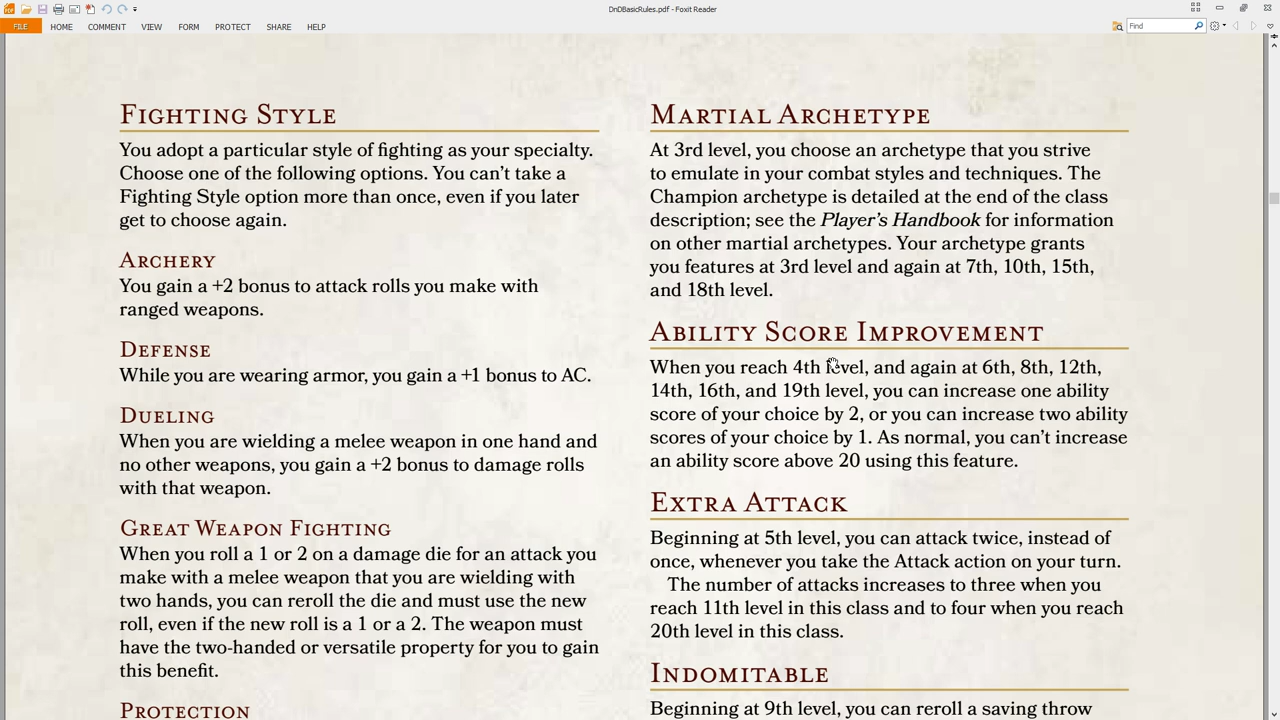 DnDBasicRules.pdf - Foxit Reader
FILE HOME COMMENT VIEW FORM PROTECT SHARE HELP
Find
FIGHTING STYLE
You adopt a particular style of fighting as your specialty.
Choose one of the following options. You can't take a
Fighting Style option more than once, even if you later
get to choose again.
ARCHERY
You gain a +2 bonus to attack rolls you make with
ranged weapons.
DEFENSE
While you are wearing armor, you gain a +1 bonus to AC.
DUELING
When you are wielding a melee weapon in one hand and
no other weapons, you gain a +2 bonus to damage rolls
with that weapon.
GREAT WEAPON FIGHTING
When you roll a 1 or 2 on a damage die for an attack you
make with a melee weapon that you are wielding with
two hands, you can reroll the die and must use the new
roll, even if the new roll is a 1 or a 2. The weapon must
have the two-handed or versatile property for you to gain
this benefit.
PROTECTION
MARTIAL ARCHETYPE
At 3rd level, you choose an archetype that you strive
to emulate in your combat styles and techniques. The
Champion archetype is detailed at the end of the class
description; see the Player's Handbook for information
on other martial archetypes. Your archetype grants
you features at 3rd level and again at 7th, 10th, 15th,
and 18th level.
ABILITY SCORE IMPROVEMENT
When you reach 4th level, and again at 6th, 8th, 12th,
14th, 16th, and 19th level, you can increase one ability
score of your choice by 2, or you can increase two ability
scores of your choice by 1. As normal, you can't increase
an ability score above 20 using this feature.
EXTRA ATTACK
Beginning at 5th level, you can attack twice, instead of
once, whenever you take the Attack action on your turn.
The number of attacks increases to three when you
reach 11th level in this class and to four when you reach
20th level in this class.
INDOMITABLE
Beginning at 9th level, you can reroll a saving throw